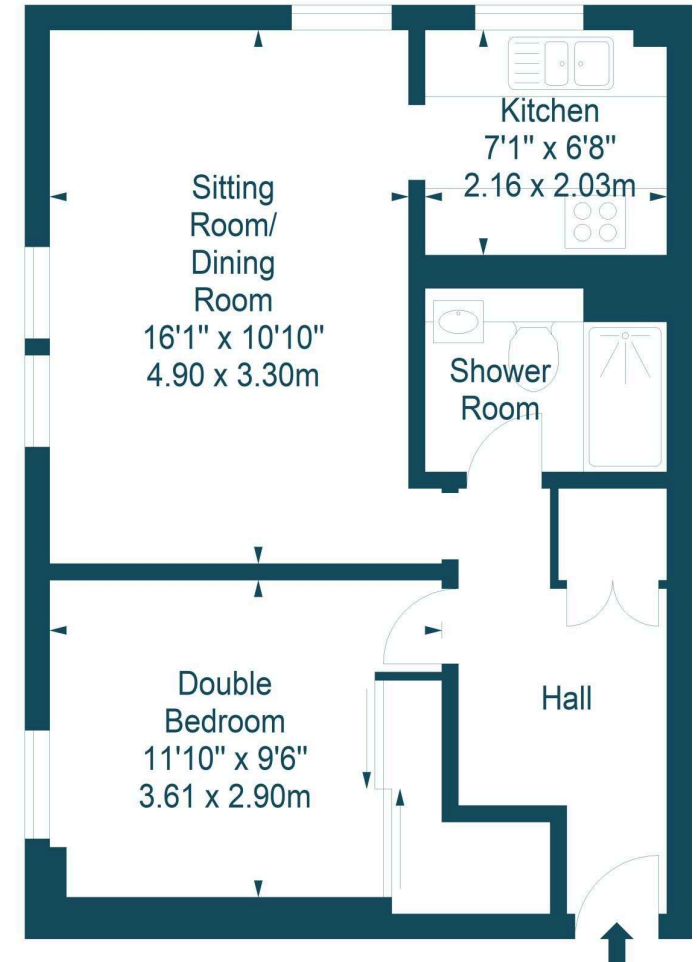 Kitchen
7'1" x 6'8"
2.16 x 2.03m
Sitting
Room/
Dining
Room
16'1" x 10'10"
4.90 x 3.30m
Shower
Room
Double
Bedroom
11'10" x 9'6"
3.61 x 2.90m
Hall